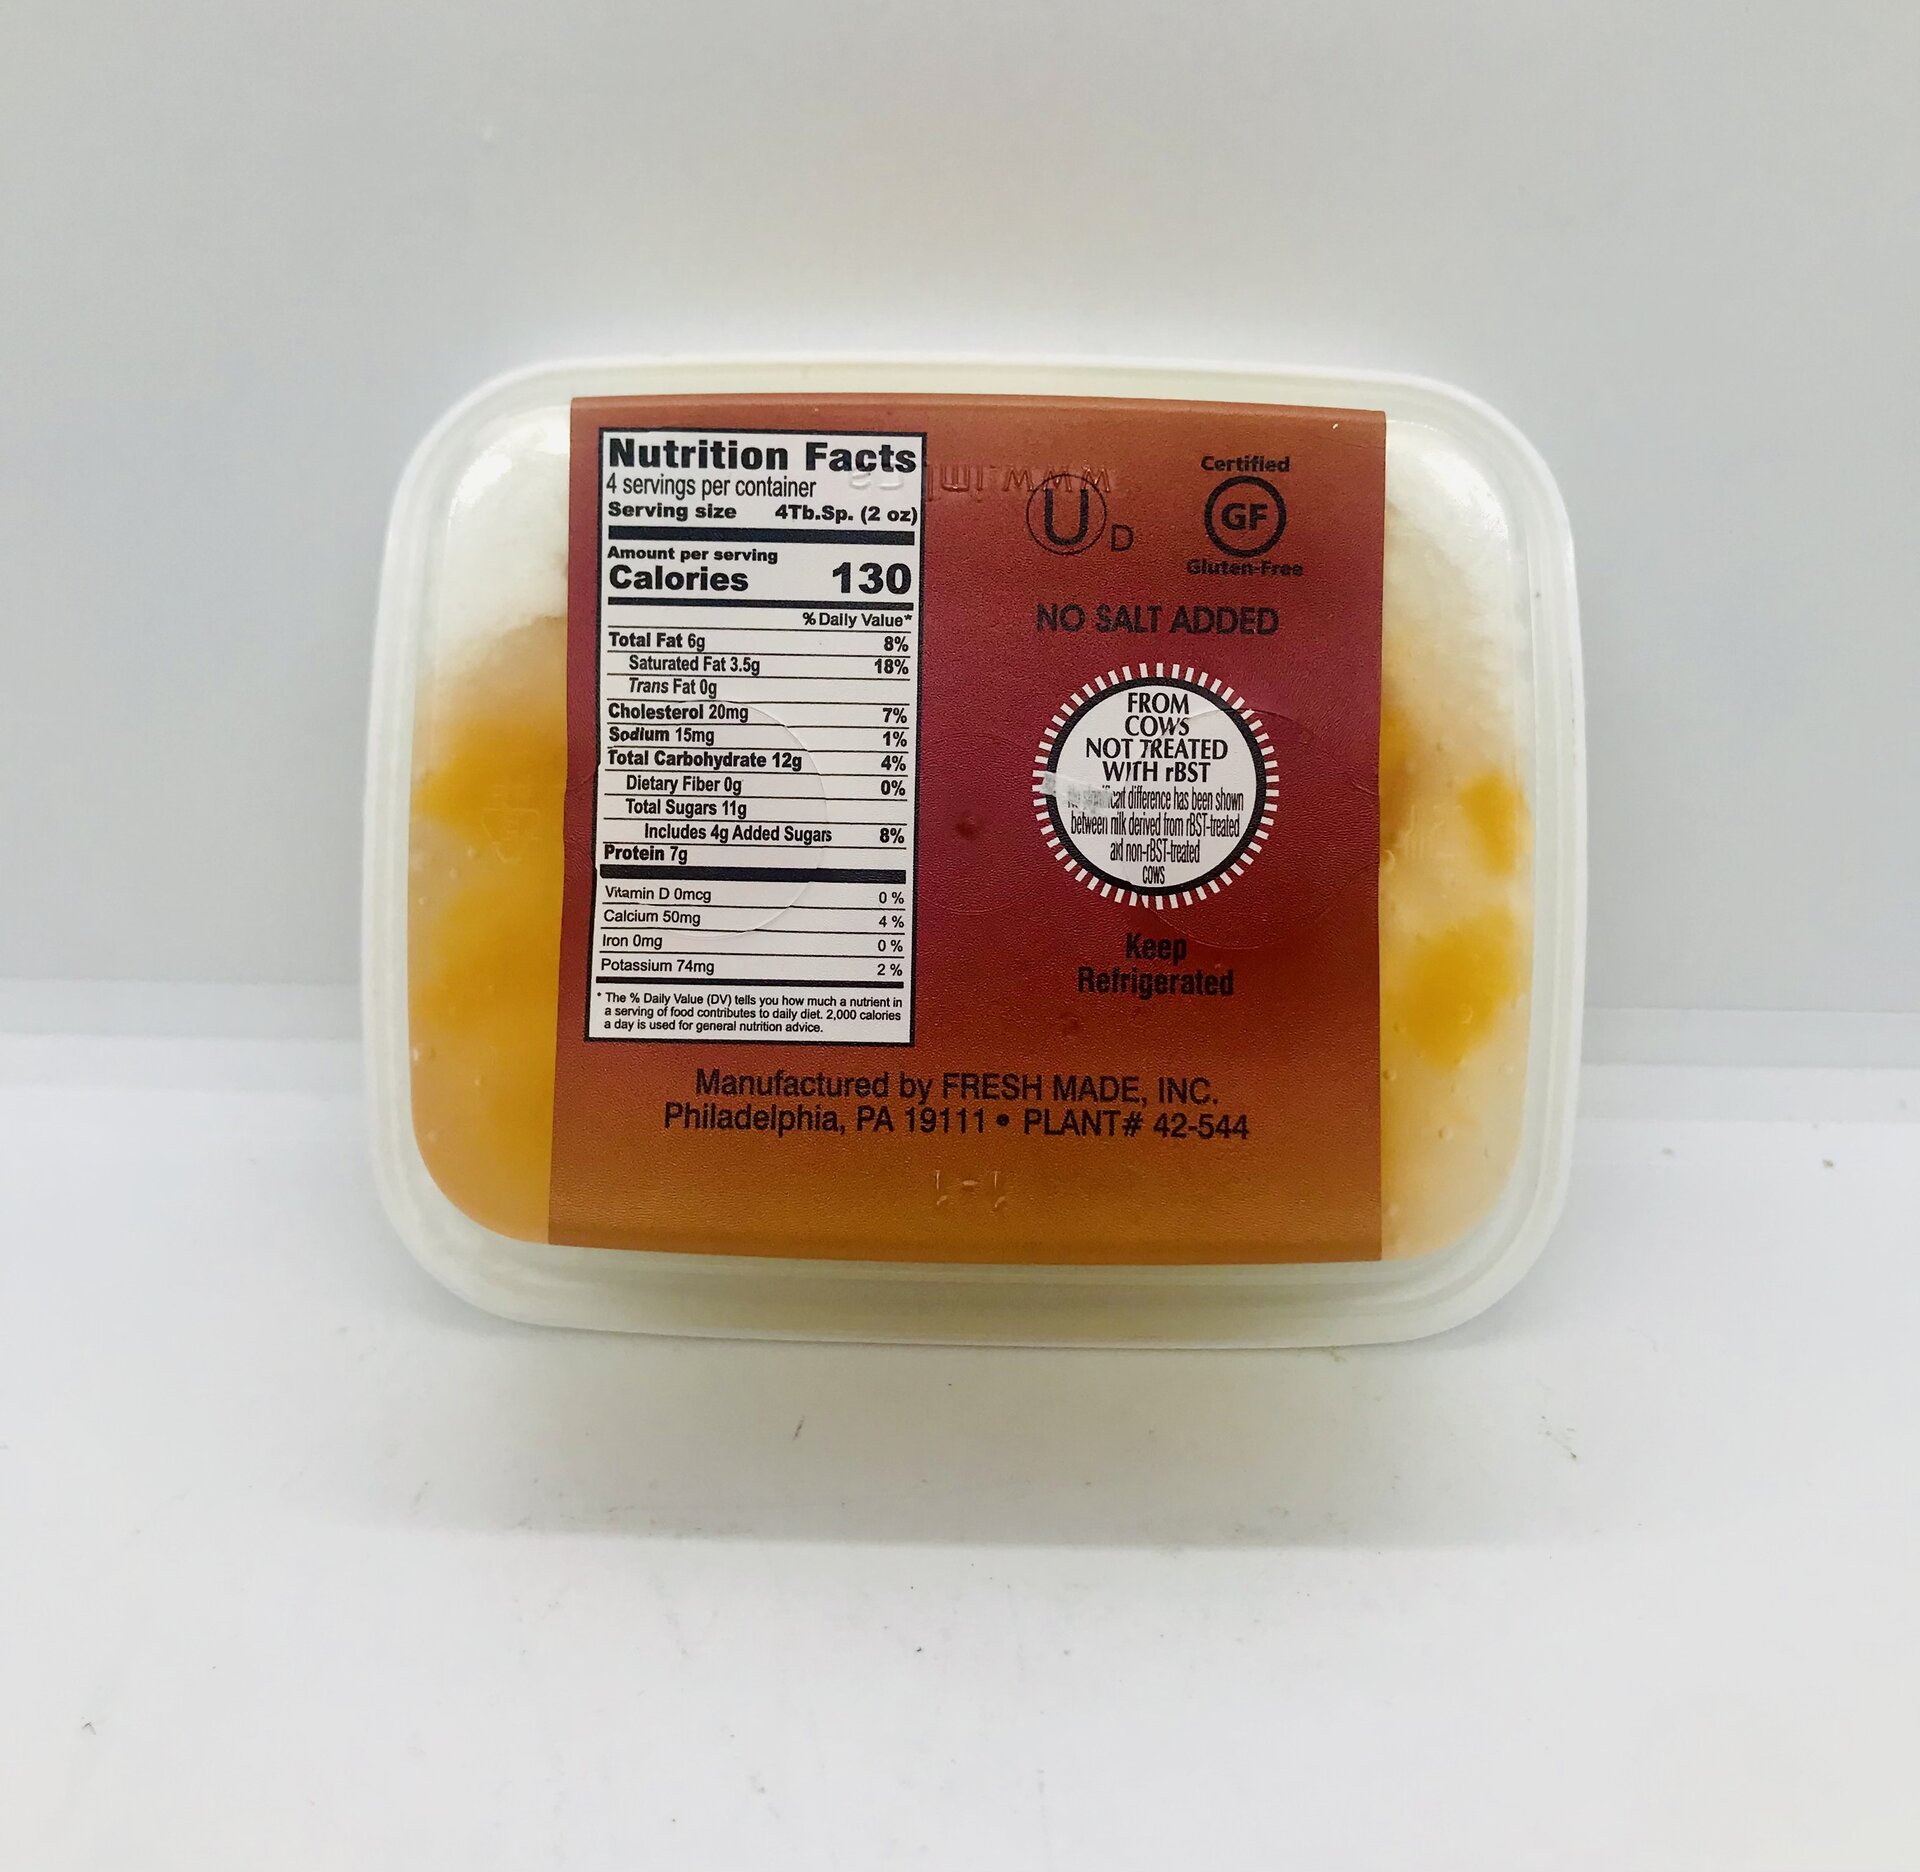 Nutrition Facts
4 servings per container
Serving size 4Tb.Sp. (2 oz)
Amount per serving
Calories 130
% Daily Value*
Total Fat 6g 8%
Saturated Fat 3.5g 18%
Trans Fat 0g
Cholesterol 20mg 7%
Sodium 15mg 1%
Total Carbohydrate 12g 4%
Dietary Fiber 0g 0%
Total Sugars 11g
Includes 4g Added Sugars 8%
Protein 7g
Vitamin D 0mcg 0 %
Calcium 50mg 4 %
Iron 0mg 0 %
Potassium 74mg 2 %
* The % Daily Value (DV) tells you how much a nutrient in
a serving of food contributes to daily diet. 2,000 calories
a day is used for general nutrition advice.
U D
Certified
GF
Gluten-Free
NO SALT ADDED
FROM
COWS
NOT TREATED
WITH rBST
difference has been shown
between milk derived from rBST-treated
and non-rBST-treated
cows
Keep
Refrigerated
Manufactured by FRESH MADE, INC.
Philadelphia, PA 19111 • PLANT# 42-544